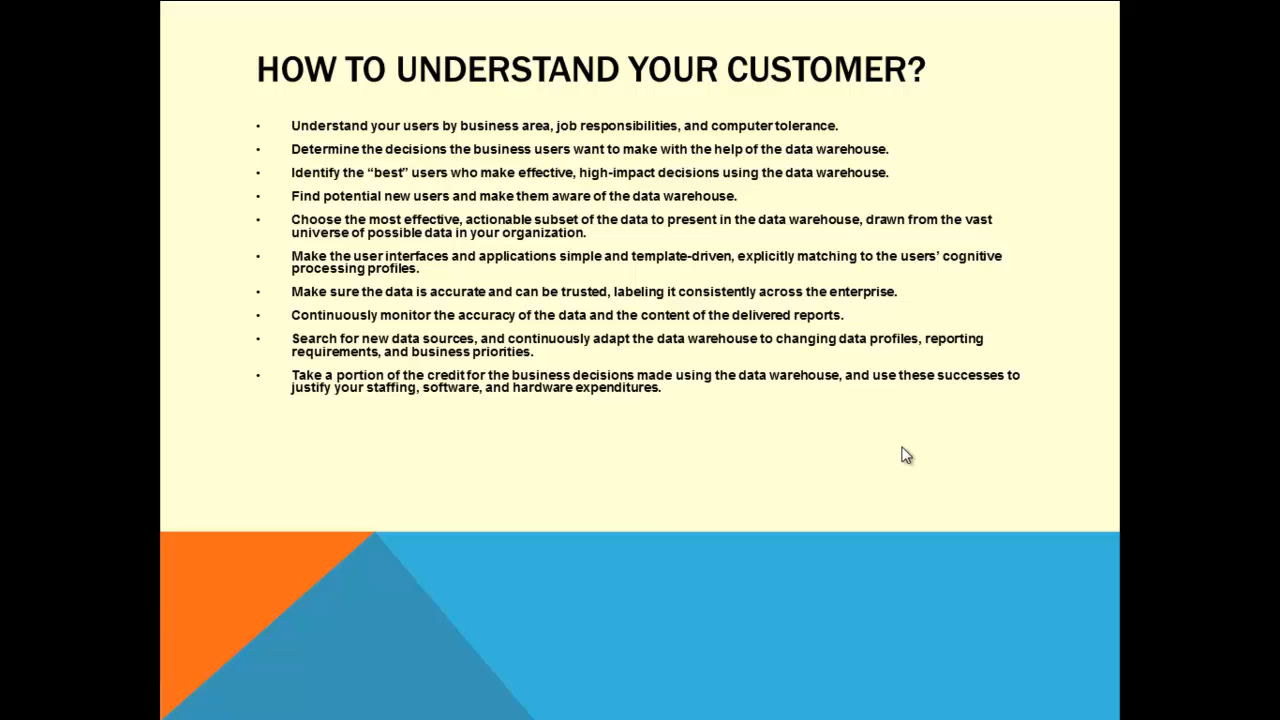 HOW TO UNDERSTAND YOUR CUSTOMER?
• Understand your users by business area, job responsibilities, and computer tolerance.
• Determine the decisions the business users want to make with the help of the data warehouse.
• Identify the “best” users who make effective, high-impact decisions using the data warehouse.
• Find potential new users and make them aware of the data warehouse.
• Choose the most effective, actionable subset of the data to present in the data warehouse, drawn from the vast
universe of possible data in your organization.
• Make the user interfaces and applications simple and template-driven, explicitly matching to the users’ cognitive
processing profiles.
• Make sure the data is accurate and can be trusted, labeling it consistently across the enterprise.
• Continuously monitor the accuracy of the data and the content of the delivered reports.
• Search for new data sources, and continuously adapt the data warehouse to changing data profiles, reporting
requirements, and business priorities.
• Take a portion of the credit for the business decisions made using the data warehouse, and use these successes to
justify your staffing, software, and hardware expenditures.